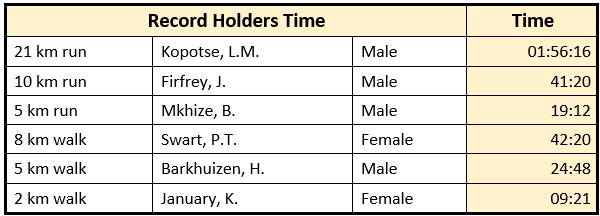 Record Holders Time Time
21 km run Kopotse, L.M. Male 01:56:16
10 km run Firfrey, J. Male 41:20
5 km run Mkhize, B. Male 19:12
8 km walk Swart, P.T. Female 42:20
5 km walk Barkhuizen, H. Male 24:48
2 km walk January, K. Female 09:21